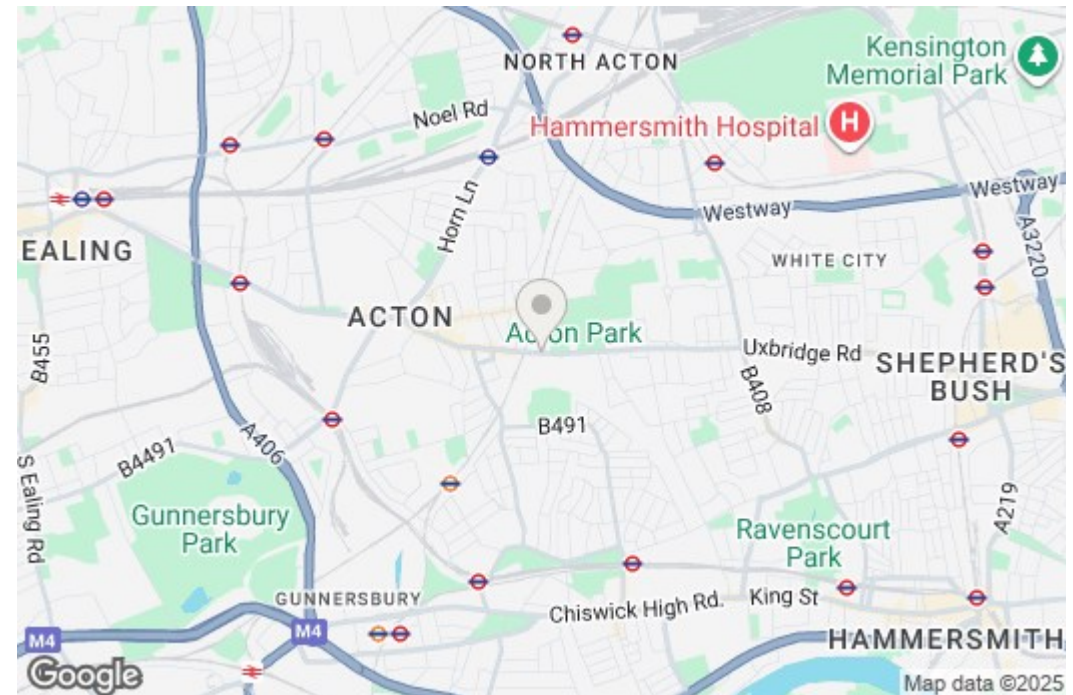 NORTH ACTON
Kensington
Memorial Park
Noel Rd
Hammersmith Hospital
H
Westway
Westway
Horn Ln
A3220
EALING
WHITE CITY
ACTON
Acton Park
B455
Uxbridge Rd
SHEPHERD'S
BUSH
B408
B491
A406
B4491
S Ealing Rd
A219
Gunnersbury
Park
Ravenscourt
Park
GUNNERSBURY
Chiswick High Rd.
King St
M4
M4
HAMMERSMITH
Google
Map data ©2025